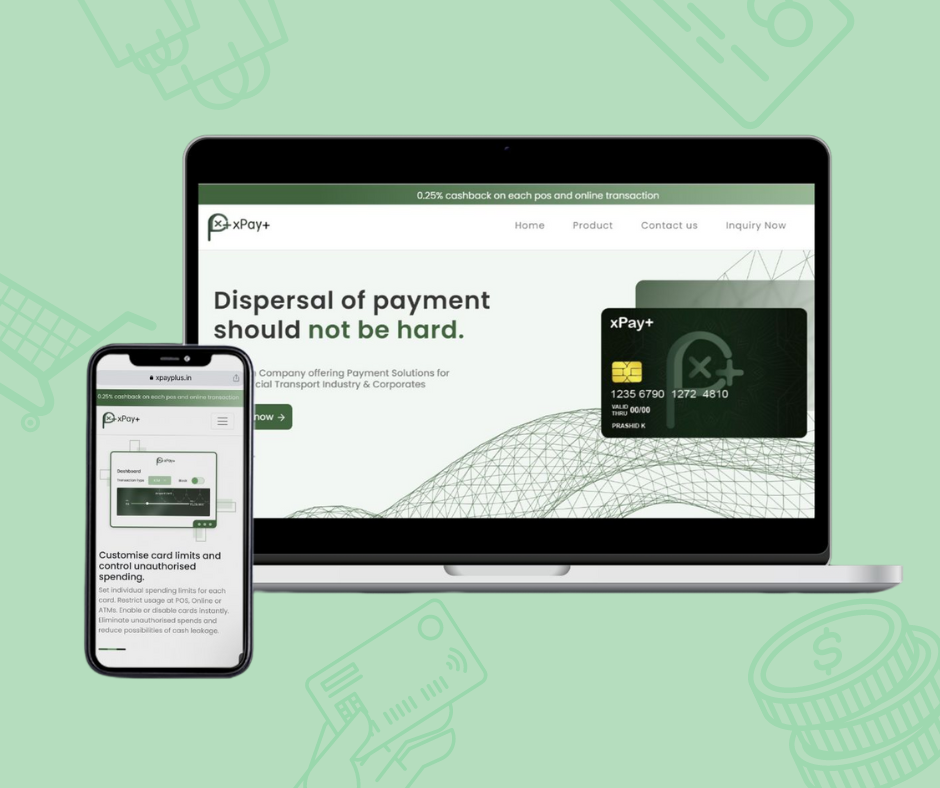 0.25% cashback on each pos and online transaction
xPay+
Home Product Contact us Inquiry Now
Dispersal of payment
should not be hard.
Company offering Payment Solutions for
cial Transport Industry & Corporates
now →
xPay+
1235 6790 1272 4810
VALID
THRU 00/00
PRASHID K
xpayplus.in
0.25% cashback on each pos and online transaction
xPay+
xPay+
Dashboard
Transaction type
Customise card limits and
control unauthorised
spending.
Set individual spending limits for each
card. Restrict usage at POS, Online or
ATMs. Enable or disable cards instantly.
Eliminate unauthorised spends and
reduce possibilities of cash leakage.
$